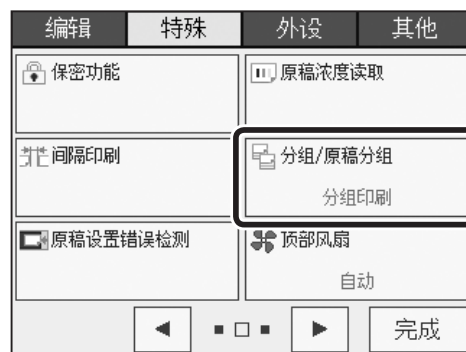 编辑 特殊 外设 其他
保密功能 原稿浓度读取
间隔印刷 分组/原稿分组
分组印刷
原稿设置错误检测 顶部风扇
自动
完成